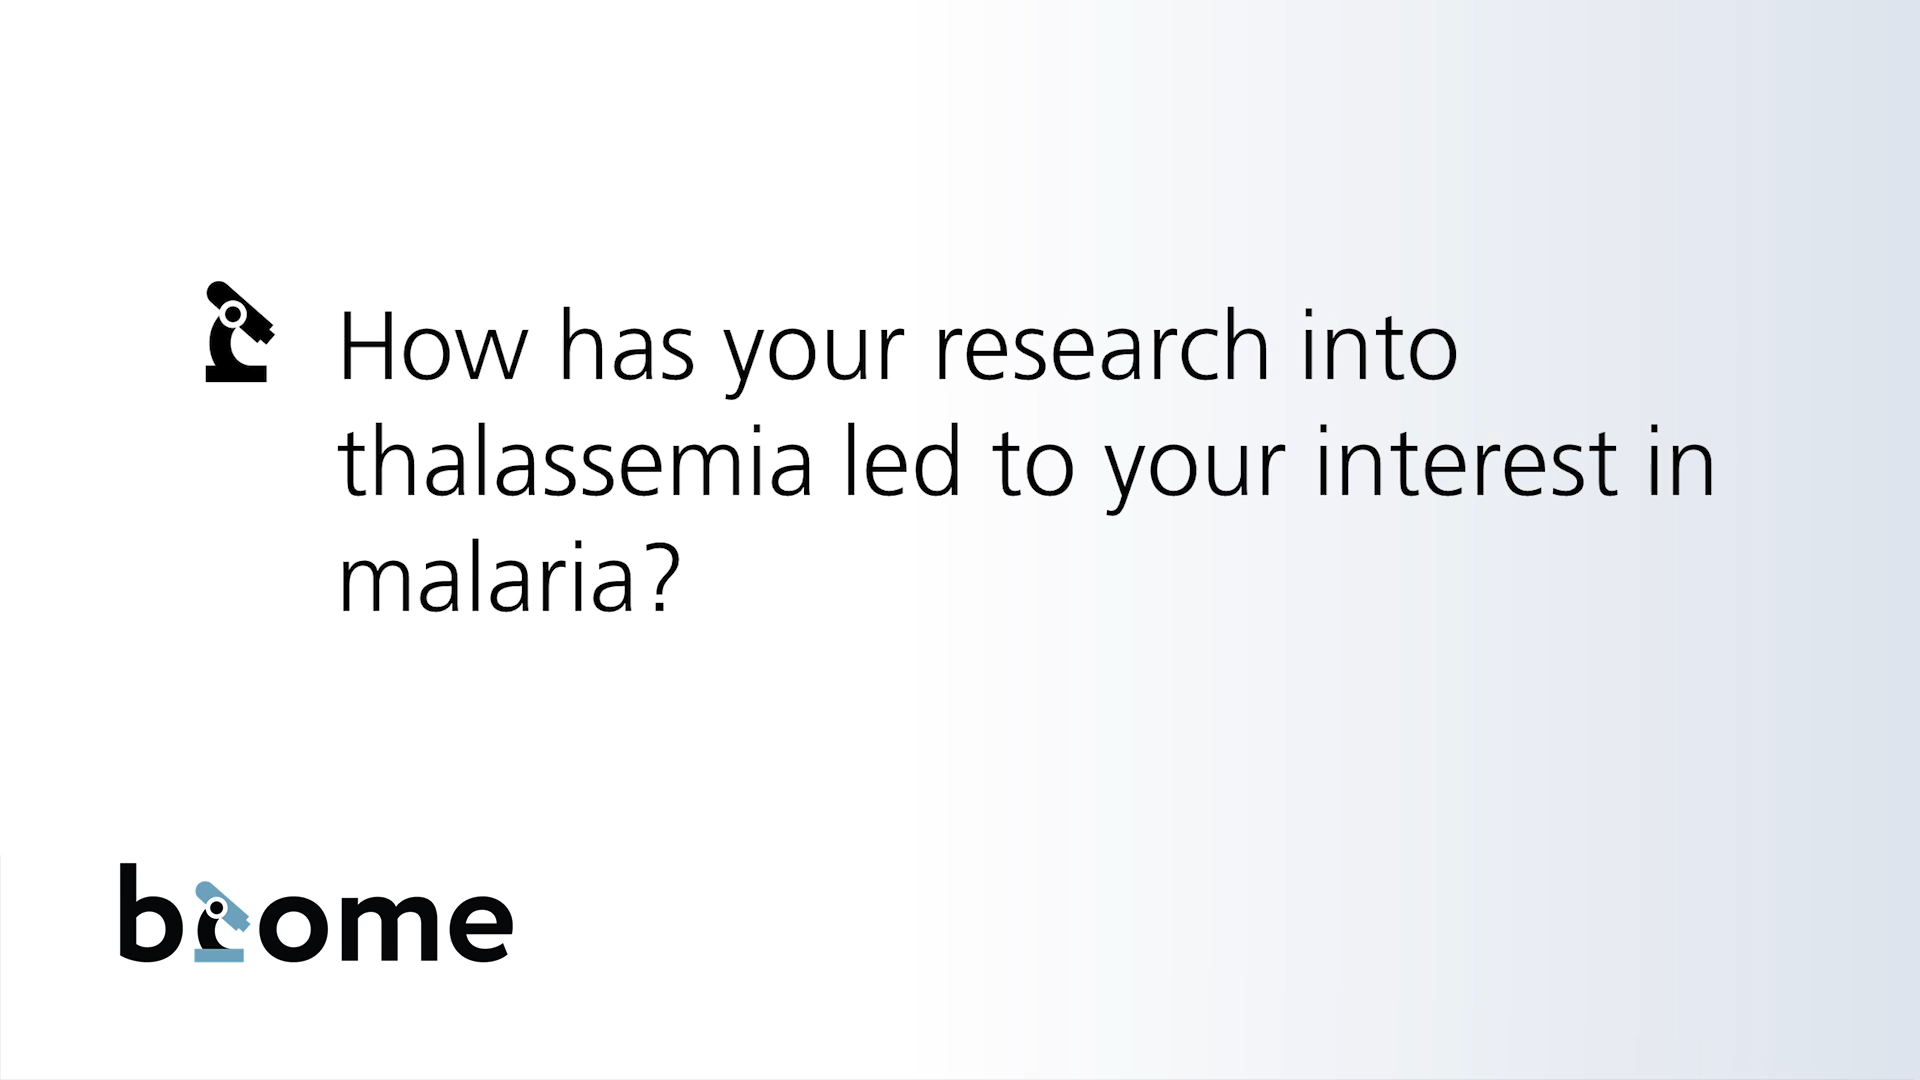 How has your research into
thalassemia led to your interest in
malaria?
biome